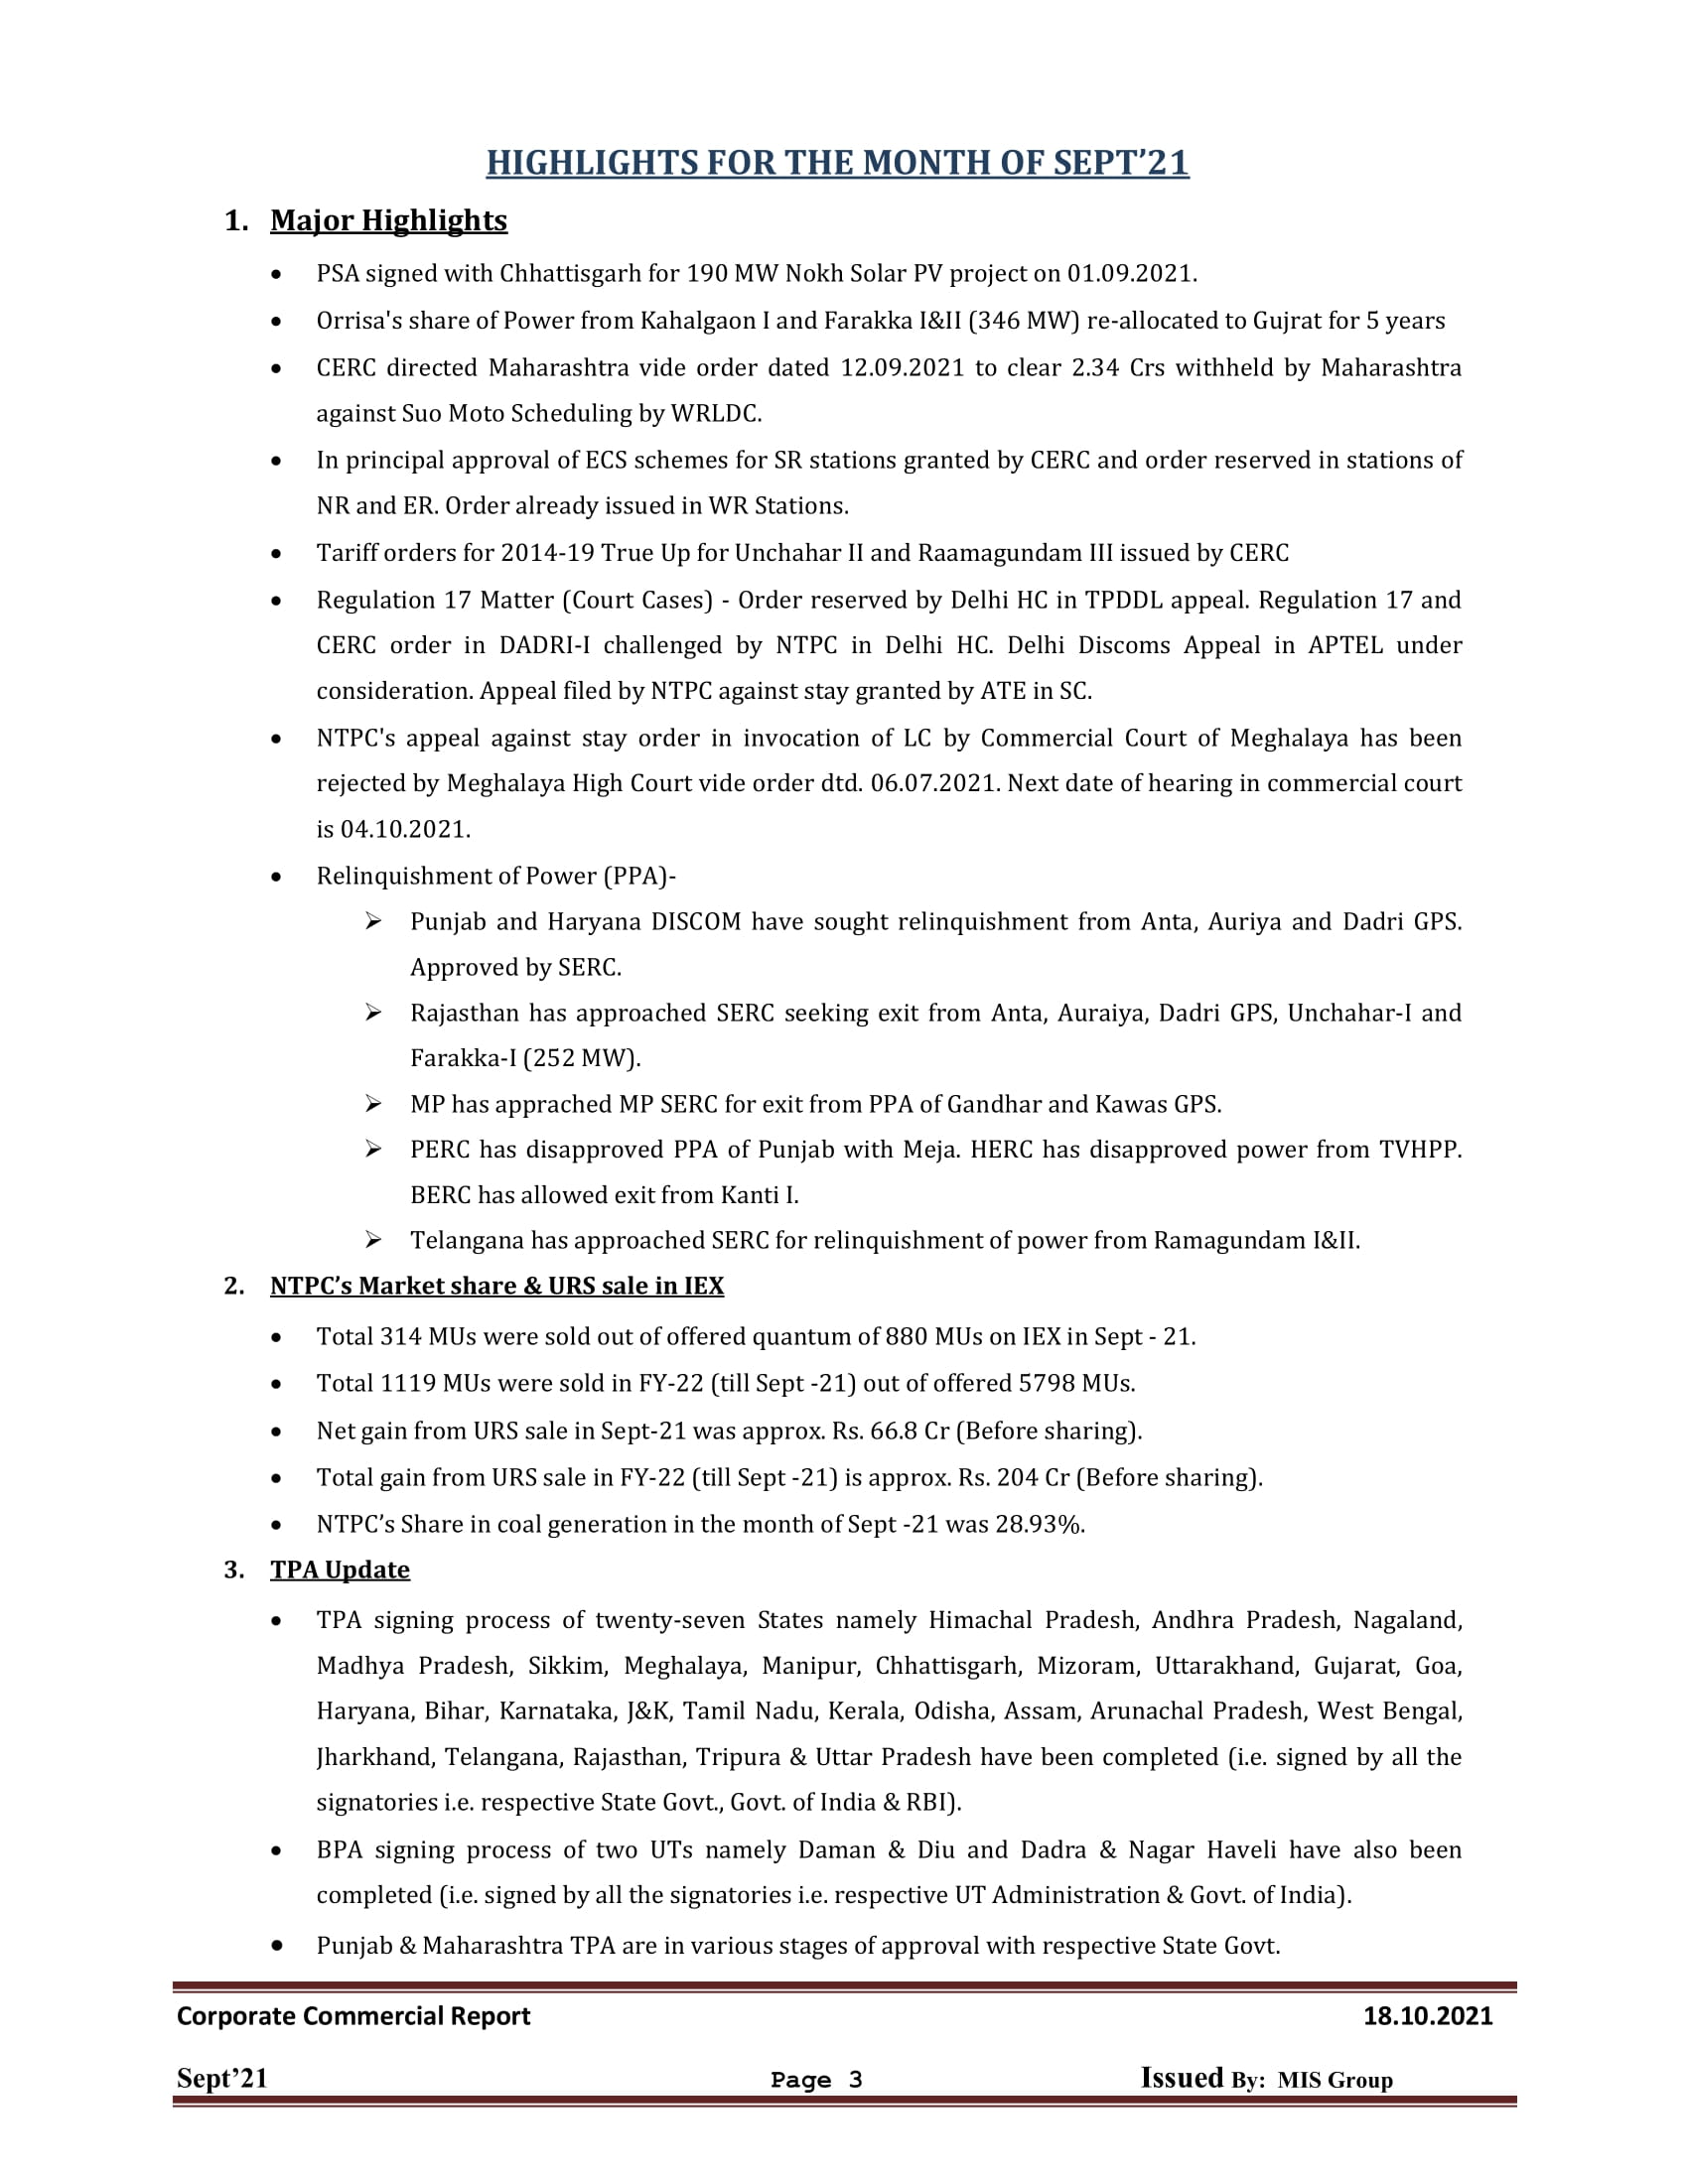 HIGHLIGHTS FOR THE MONTH OF SEPT’21
1. Major Highlights
• PSA signed with Chhattisgarh for 190 MW Nokh Solar PV project on 01.09.2021.
• Orrisa's share of Power from Kahalgaon I and Farakka I&II (346 MW) re-allocated to Gujrat for 5 years
• CERC directed Maharashtra vide order dated 12.09.2021 to clear 2.34 Crs withheld by Maharashtra
against Suo Moto Scheduling by WRLDC.
• In principal approval of ECS schemes for SR stations granted by CERC and order reserved in stations of
NR and ER. Order already issued in WR Stations.
• Tariff orders for 2014-19 True Up for Unchahar II and Raamagundam III issued by CERC
• Regulation 17 Matter (Court Cases) - Order reserved by Delhi HC in TPDDL appeal. Regulation 17 and
CERC order in DADRI-I challenged by NTPC in Delhi HC. Delhi Discoms Appeal in APTEL under
consideration. Appeal filed by NTPC against stay granted by ATE in SC.
• NTPC's appeal against stay order in invocation of LC by Commercial Court of Meghalaya has been
rejected by Meghalaya High Court vide order dtd. 06.07.2021. Next date of hearing in commercial court
is 04.10.2021.
• Relinquishment of Power (PPA)-
➢ Punjab and Haryana DISCOM have sought relinquishment from Anta, Auriya and Dadri GPS.
Approved by SERC.
➢ Rajasthan has approached SERC seeking exit from Anta, Auraiya, Dadri GPS, Unchahar-I and
Farakka-I (252 MW).
➢ MP has apprached MP SERC for exit from PPA of Gandhar and Kawas GPS.
➢ PERC has disapproved PPA of Punjab with Meja. HERC has disapproved power from TVHPP.
BERC has allowed exit from Kanti I.
➢ Telangana has approached SERC for relinquishment of power from Ramagundam I&II.
2. NTPC’s Market share & URS sale in IEX
• Total 314 MUs were sold out of offered quantum of 880 MUs on IEX in Sept - 21.
• Total 1119 MUs were sold in FY-22 (till Sept -21) out of offered 5798 MUs.
• Net gain from URS sale in Sept-21 was approx. Rs. 66.8 Cr (Before sharing).
• Total gain from URS sale in FY-22 (till Sept -21) is approx. Rs. 204 Cr (Before sharing).
• NTPC’s Share in coal generation in the month of Sept -21 was 28.93%.
3. TPA Update
• TPA signing process of twenty-seven States namely Himachal Pradesh, Andhra Pradesh, Nagaland,
Madhya Pradesh, Sikkim, Meghalaya, Manipur, Chhattisgarh, Mizoram, Uttarakhand, Gujarat, Goa,
Haryana, Bihar, Karnataka, J&K, Tamil Nadu, Kerala, Odisha, Assam, Arunachal Pradesh, West Bengal,
Jharkhand, Telangana, Rajasthan, Tripura & Uttar Pradesh have been completed (i.e. signed by all the
signatories i.e. respective State Govt., Govt. of India & RBI).
• BPA signing process of two UTs namely Daman & Diu and Dadra & Nagar Haveli have also been
completed (i.e. signed by all the signatories i.e. respective UT Administration & Govt. of India).
• Punjab & Maharashtra TPA are in various stages of approval with respective State Govt.
Corporate Commercial Report 18.10.2021
Sept’21 Page 3 Issued By: MIS Group